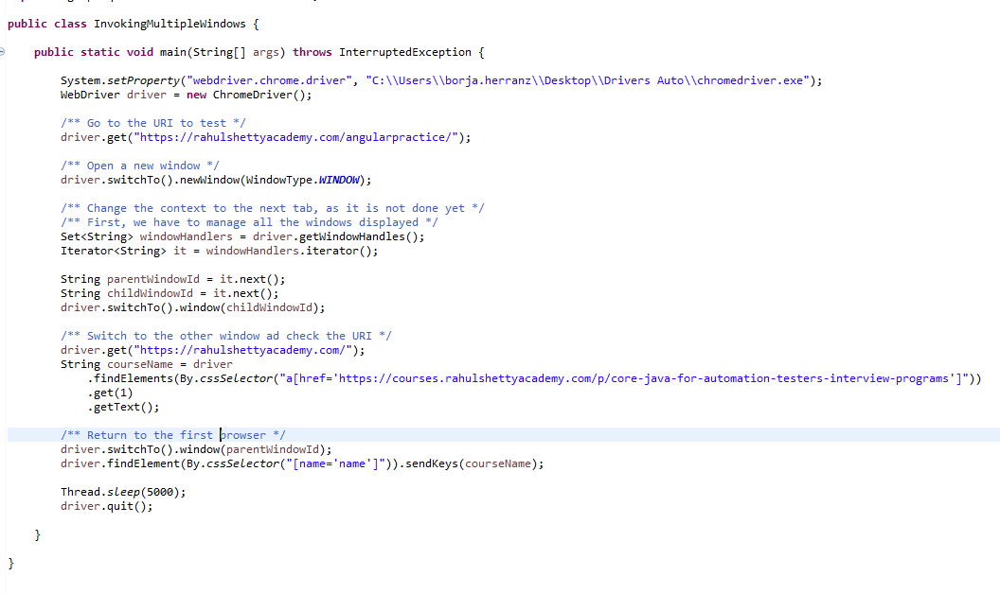 public class InvokingMultipleWindows {
public static void main(String[] args) throws InterruptedException {
System.setProperty("webdriver.chrome.driver", "C:\\Users\\borja.herranz\\Desktop\\Drivers Auto\\chromedriver.exe");
WebDriver driver = new ChromeDriver();
/** Go to the URI to test */
driver.get("https://rahulshettyacademy.com/angularpractice/");
/** Open a new window */
driver.switchTo().newWindow(WindowType.WINDOW);
/** Change the context to the next tab, as it is not done yet */
/** First, we have to manage all the windows displayed */
Set<String> windowHandlers = driver.getWindowHandles();
Iterator<String> it = windowHandlers.iterator();
String parentWindowId = it.next();
String childWindowId = it.next();
driver.switchTo().window(childWindowId);
/** Switch to the other window ad check the URI */
driver.get("https://rahulshettyacademy.com/");
String courseName = driver
.findElements(By.cssSelector("a[href='https://courses.rahulshettyacademy.com/p/core-java-for-automation-testers-interview-programs']"))
.get(1)
.getText();
/** Return to the first browser */
driver.switchTo().window(parentWindowId);
driver.findElement(By.cssSelector("[name='name']")).sendKeys(courseName);
Thread.sleep(5000);
driver.quit();
}
}